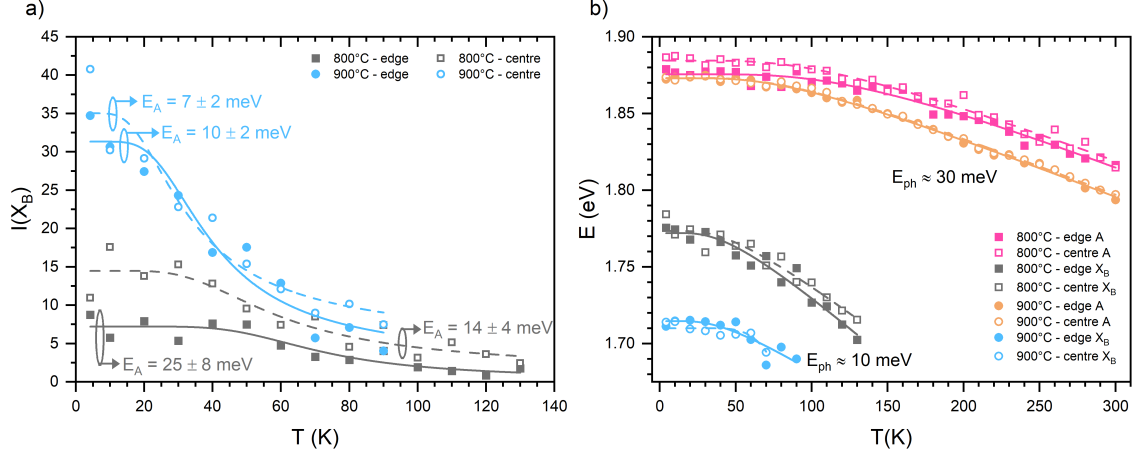 a)
45
40
35
30
25
20
15
10
5
0
I(X_B)
800°C - edge
800°C - centre
900°C - edge
900°C - centre
E_A = 7 ± 2 meV
E_A = 10 ± 2 meV
E_A = 14 ± 4 meV
E_A = 25 ± 8 meV
0 20 40 60 80 100 120 140
T (K)
b)
1.90
1.85
1.80
1.75
1.70
E (eV)
E_ph ≈ 30 meV
800°C - edge A
800°C - centre A
800°C - edge X_B
800°C - centre X_B
900°C - edge A
900°C - centre A
900°C - edge X_B
900°C - centre X_B
E_ph ≈ 10 meV
0 50 100 150 200 250 300
T(K)